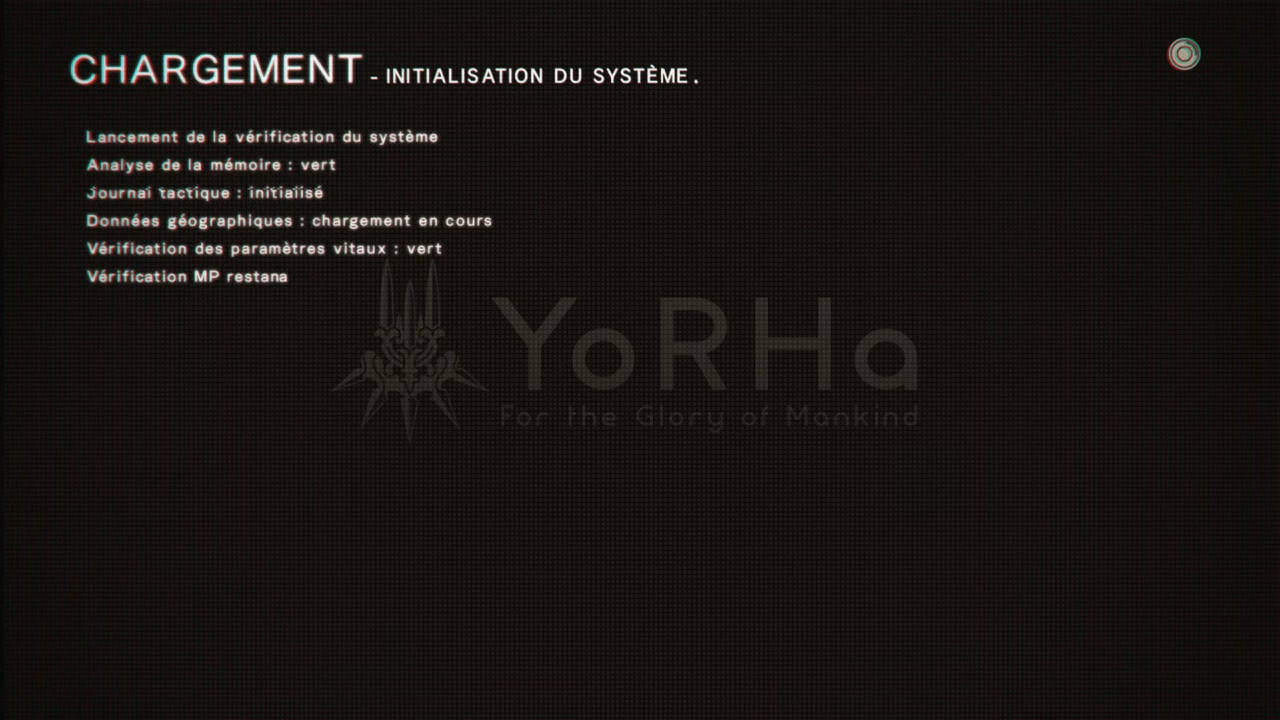 CHARGEMENT - INITIALISATION DU SYSTÈME.
Lancement de la vérification du système
Analyse de la mémoire : vert
Journal tactique : initialisé
Données géographiques : chargement en cours
Vérification des paramètres vitaux : vert
Vérification MP restana
YoRHa
For the Glory of Mankind